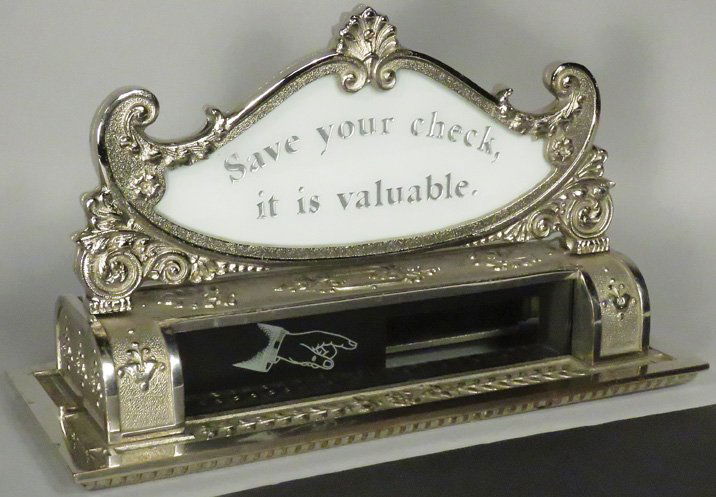 Save your check,
it is valuable.